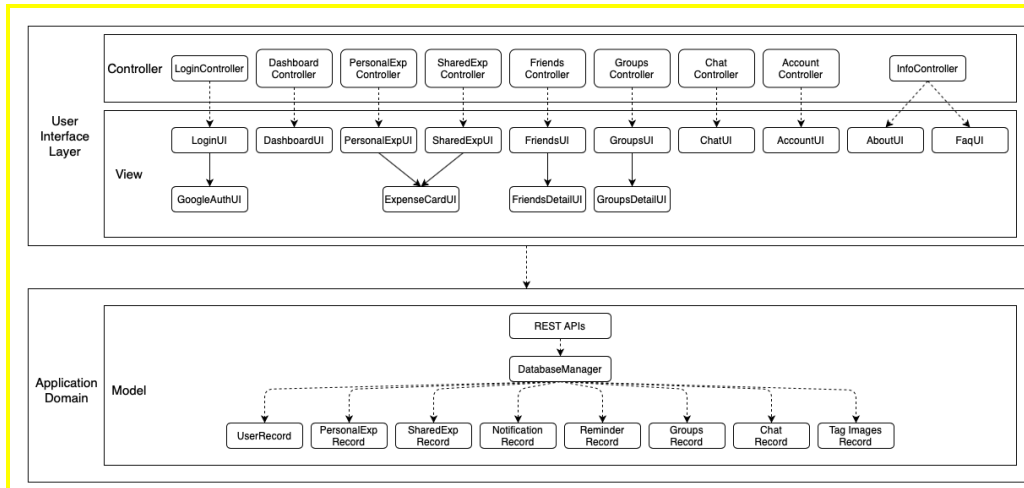 Controller
LoginController
Dashboard
Controller
PersonalExp
Controller
SharedExp
Controller
Friends
Controller
Groups
Controller
Chat
Controller
Account
Controller
InfoController
User
Interface
Layer
View
LoginUI
DashboardUI
PersonalExpUI
SharedExpUI
FriendsUI
GroupsUI
ChatUI
AccountUI
AboutUI
FaqUI
GoogleAuthUI
ExpenseCardUI
FriendsDetailUI
GroupsDetailUI
Application
Domain
Model
REST APIs
DatabaseManager
UserRecord
PersonalExp
Record
SharedExp
Record
Notification
Record
Reminder
Record
Groups
Record
Chat
Record
Tag Images
Record